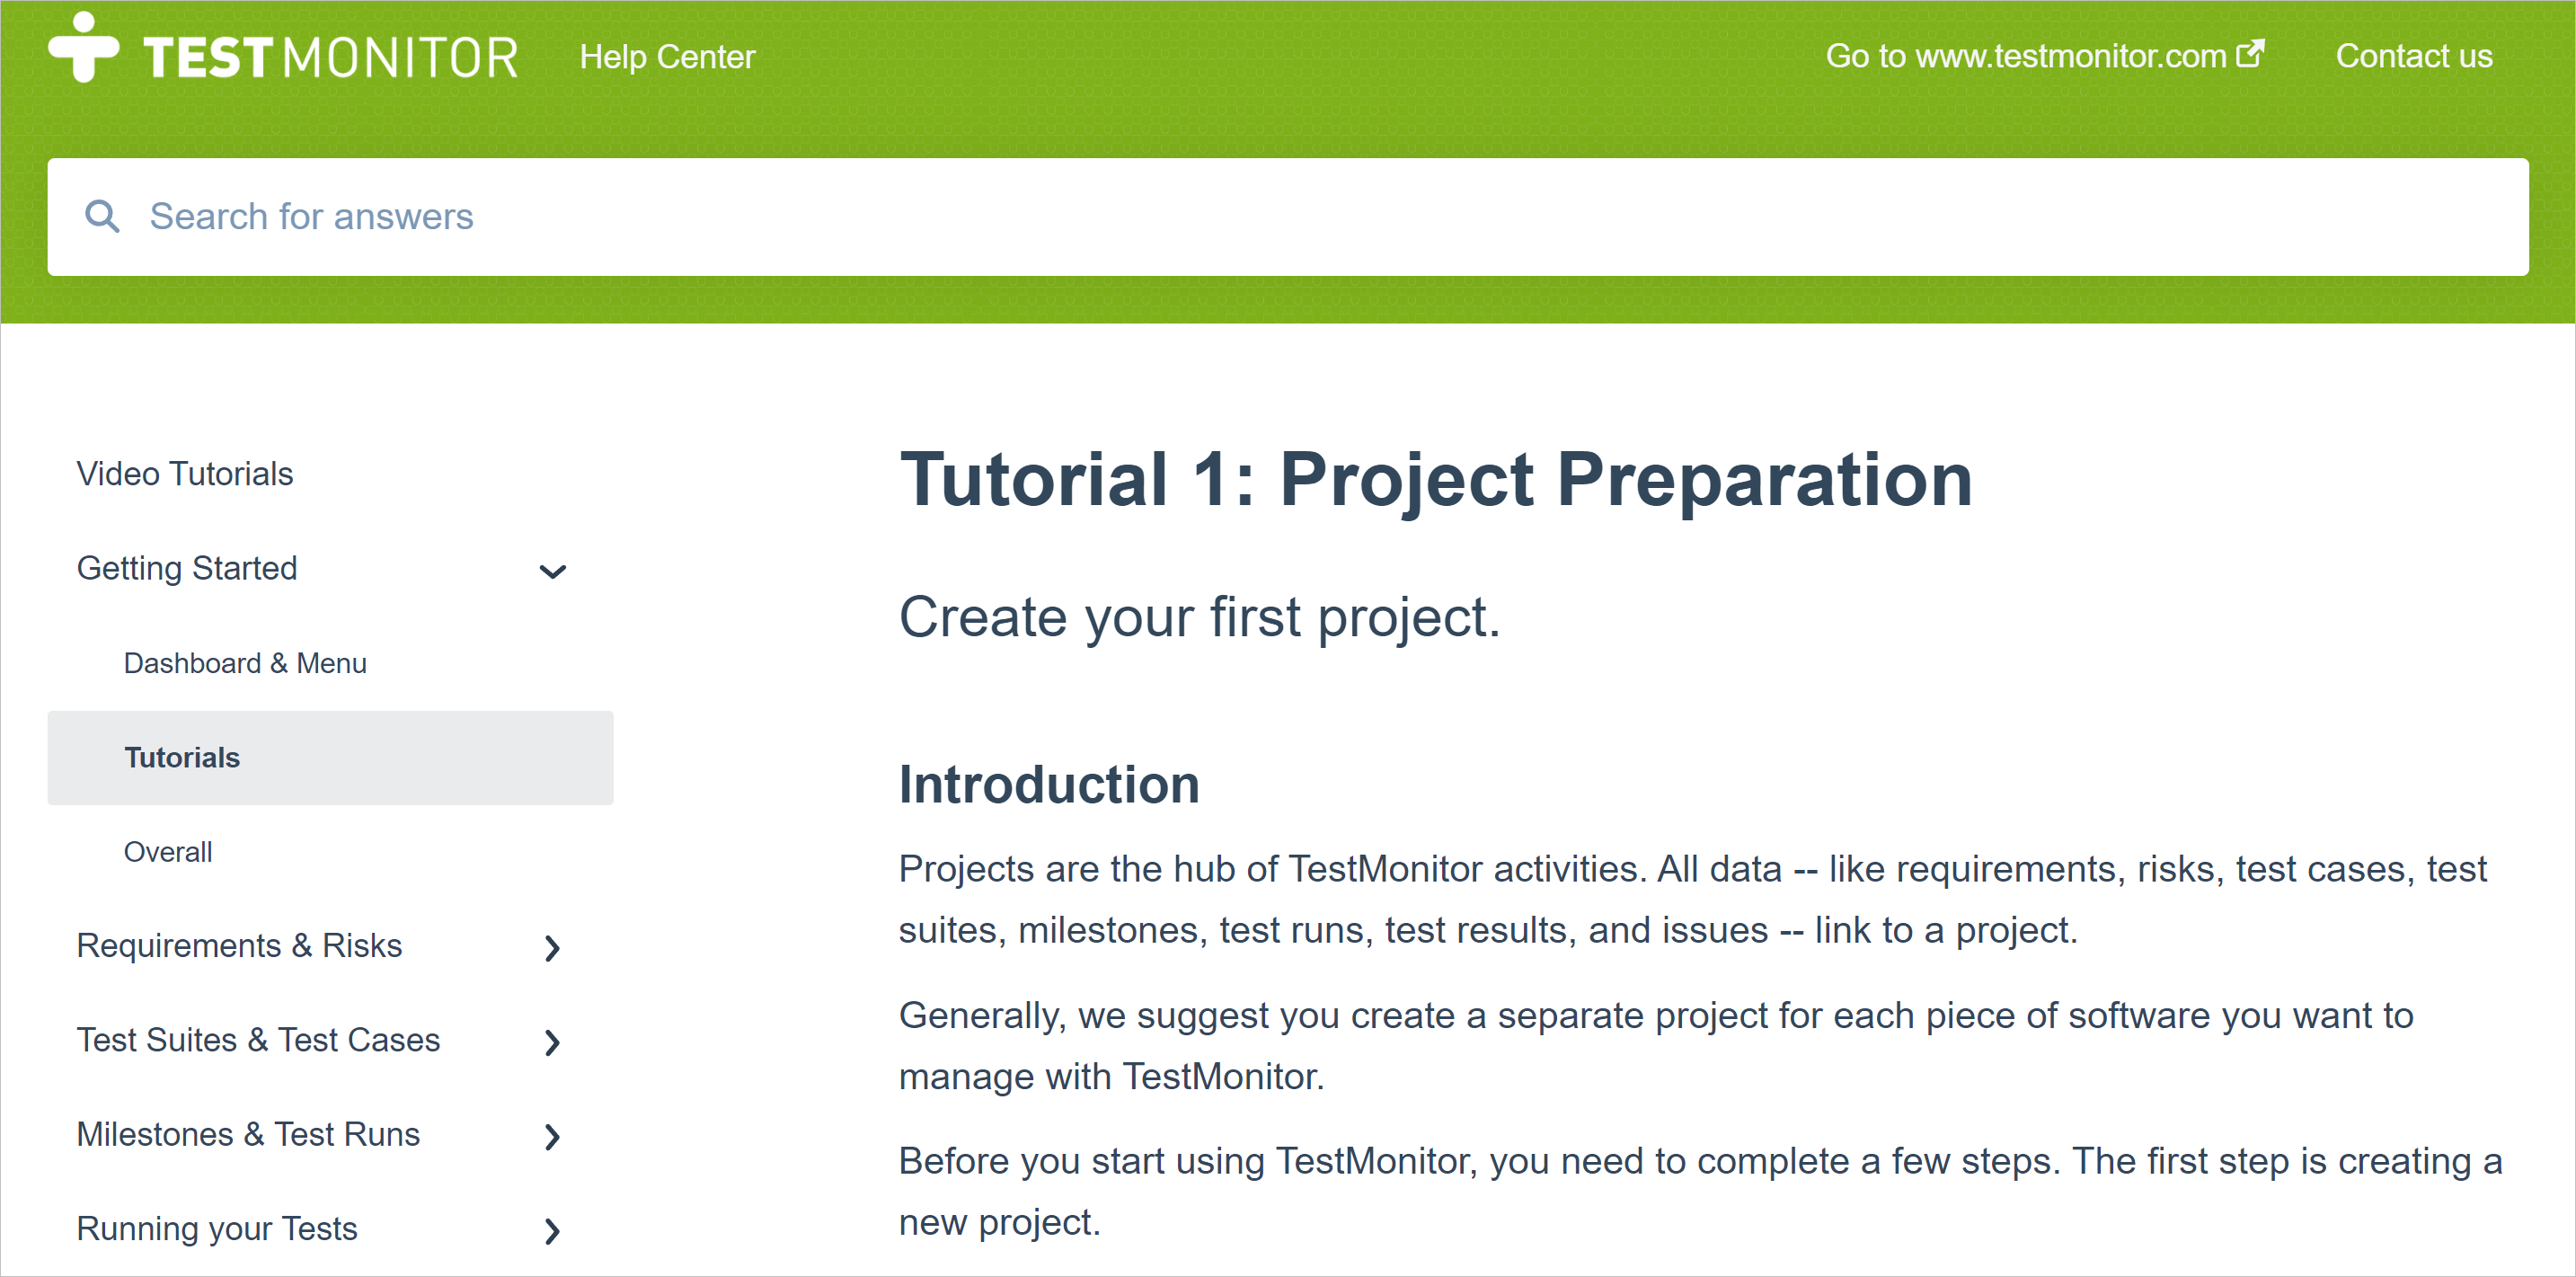 TESTMONITOR Help Center Go to www.testmonitor.com Contact us
Search for answers
Video Tutorials
Getting Started
Dashboard & Menu
Tutorials
Overall
Requirements & Risks
Test Suites & Test Cases
Milestones & Test Runs
Running your Tests
Tutorial 1: Project Preparation
Create your first project.
Introduction
Projects are the hub of TestMonitor activities. All data -- like requirements, risks, test cases, test
suites, milestones, test runs, test results, and issues -- link to a project.
Generally, we suggest you create a separate project for each piece of software you want to
manage with TestMonitor.
Before you start using TestMonitor, you need to complete a few steps. The first step is creating a
new project.